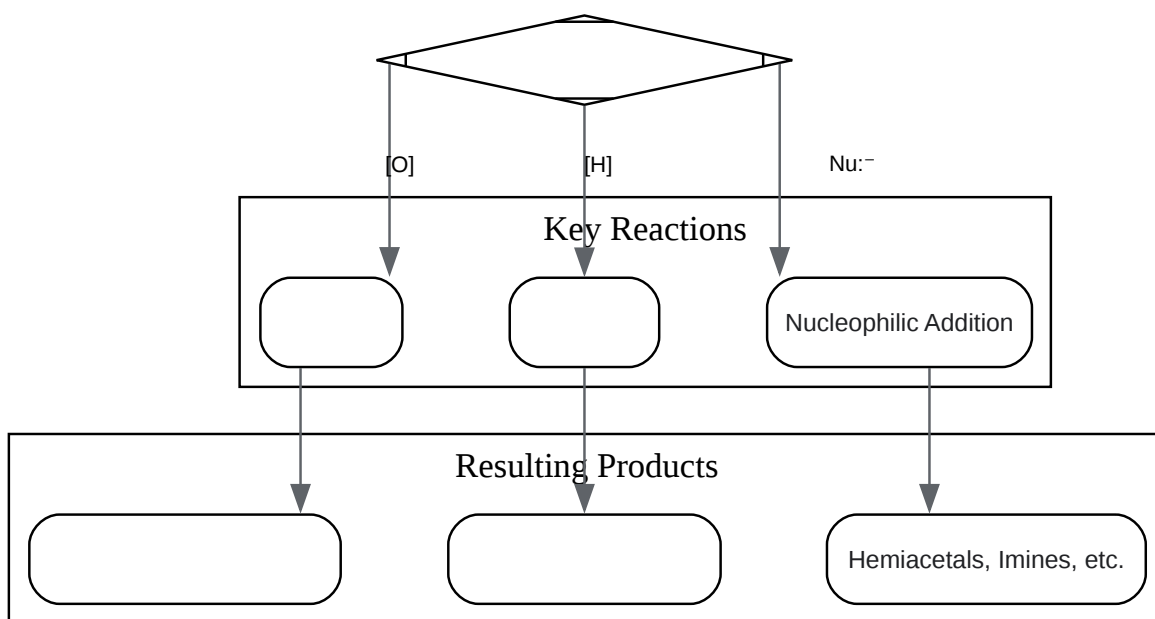 [O]
[H]
Nu:⁻
Key Reactions
Nucleophilic Addition
Resulting Products
Hemiacetals, Imines, etc.